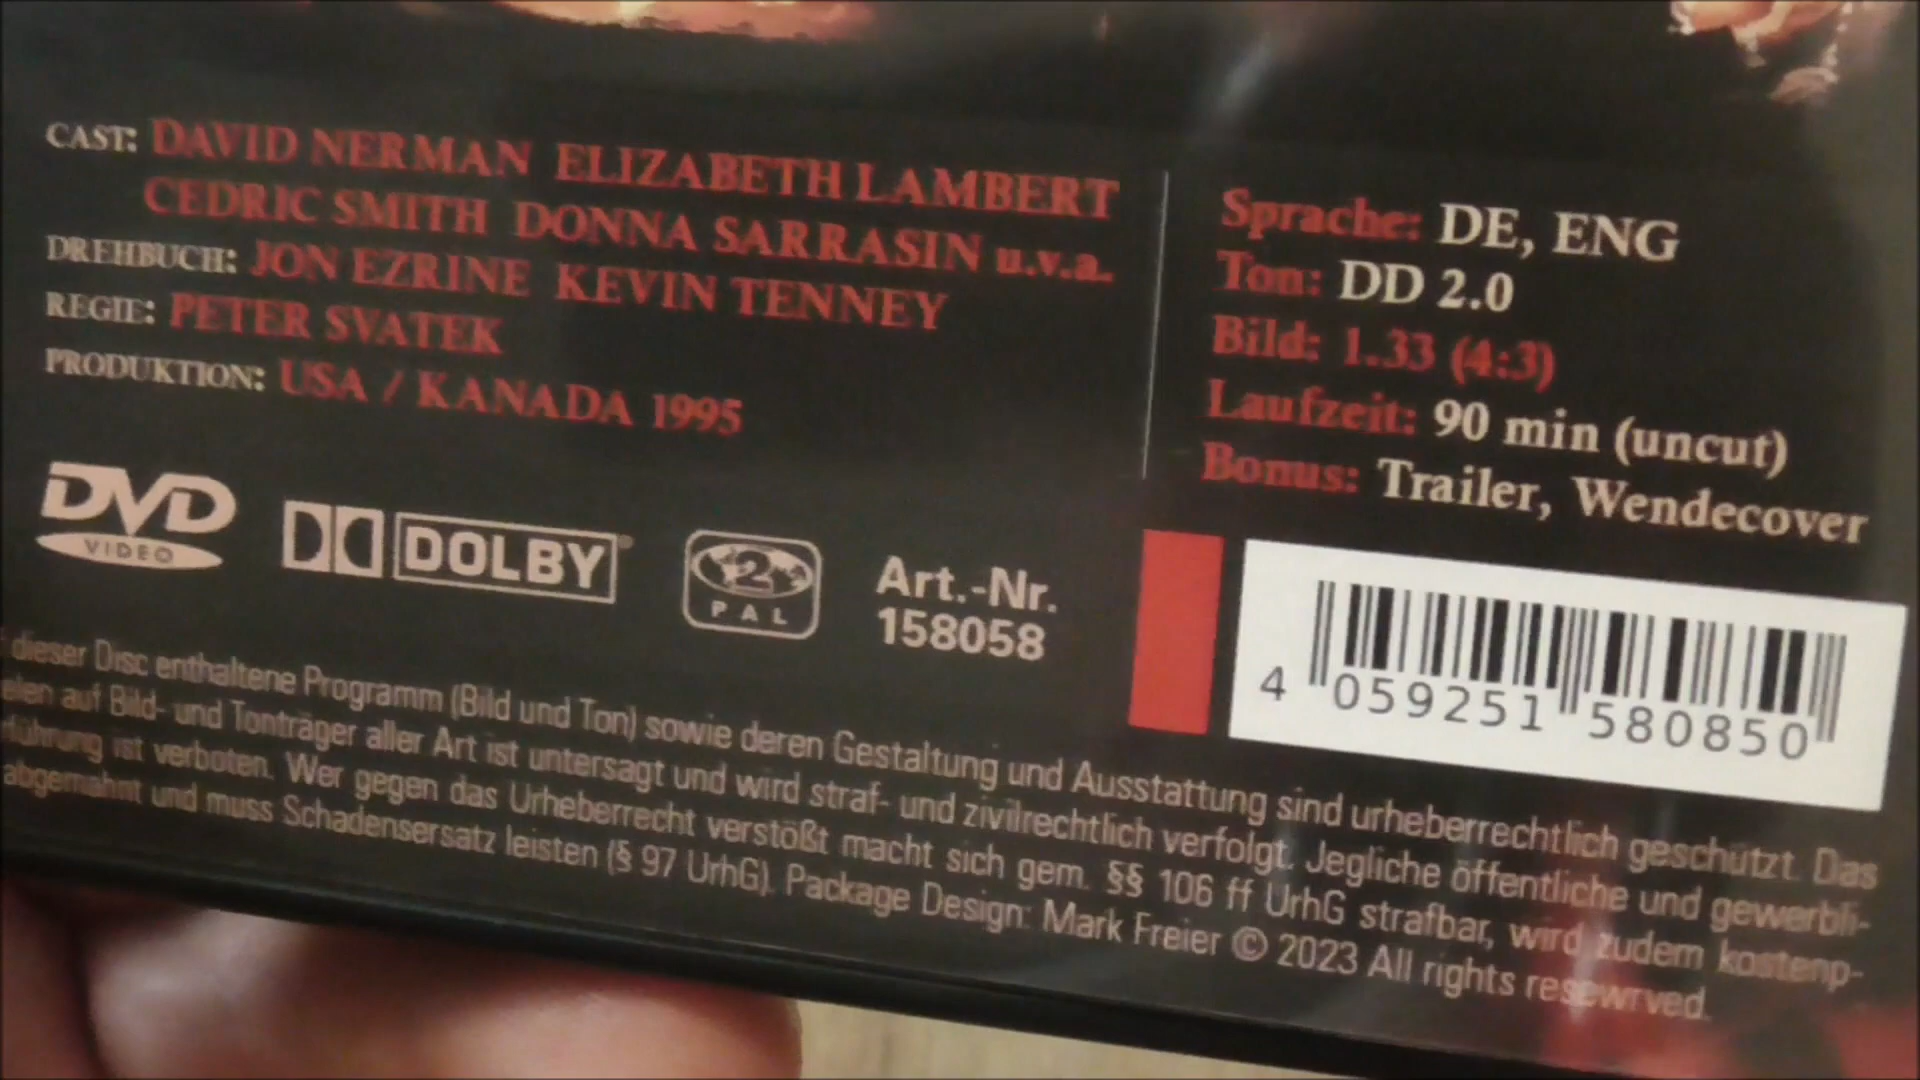 CAST: DAVID NERMAN ELIZABETH LAMBERT
CEDRIC SMITH DONNA SARRASIN u.v.a.
DREHBUCH: JON EZRINE KEVIN TENNEY
REGIE: PETER SVATEK
PRODUKTION: USA / KANADA 1995
Sprache: DE, ENG
Ton: DD 2.0
Bild: 1.33 (4:3)
Laufzeit: 90 min (uncut)
Bonus: Trailer, Wendecover
DVD
VIDEO
DOLBY
2
PAL
Art.-Nr.
158058
4 059251 580850
dieser Disc enthaltene Programm (Bild und Ton) sowie deren Gestaltung und Ausstattung sind urheberrechtlich geschützt. Das
auf Bild- und Tonträger aller Art ist untersagt und wird straf- und zivilrechtlich verfolgt. Jegliche öffentliche und gewerbli-
führung ist verboten. Wer gegen das Urheberrecht verstößt macht sich gem. §§ 106 ff UrhG strafbar, wird zudem kostenp-
abgemahnt und muss Schadensersatz leisten (§ 97 UrhG). Package Design: Mark Freier © 2023 All rights resewrved.